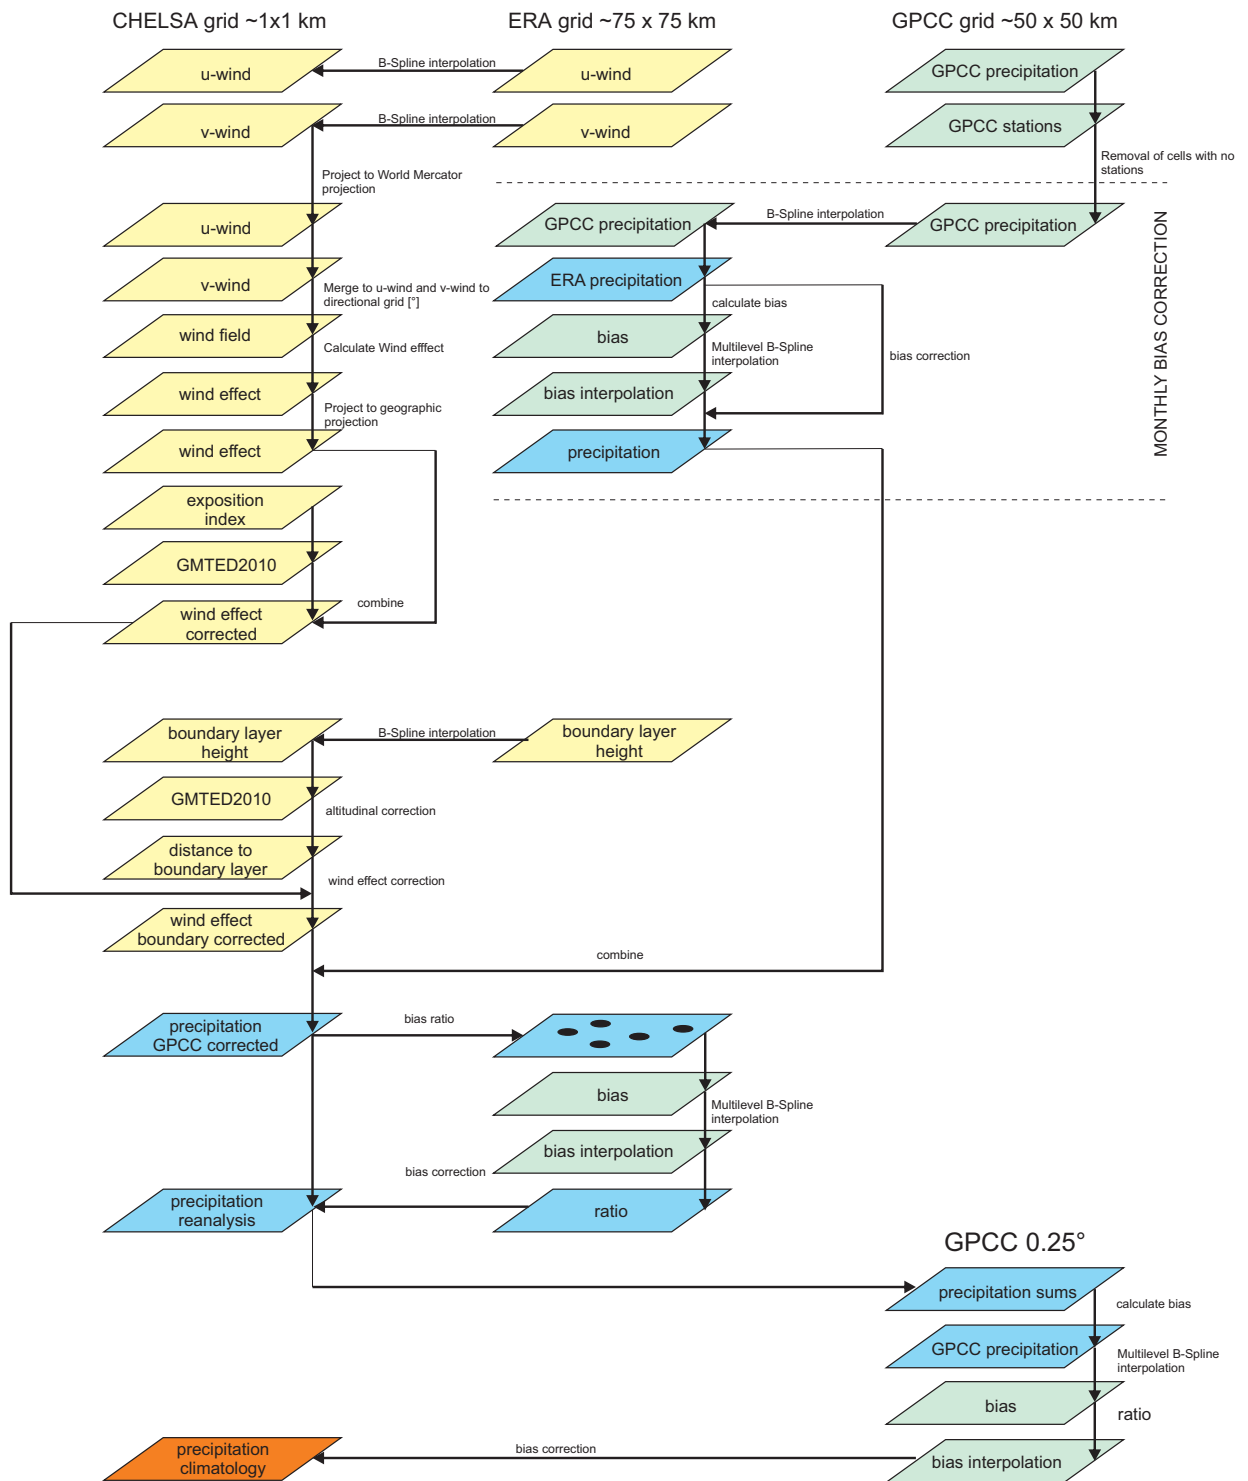 CHELSA grid ~1x1 km
ERA grid ~75 x 75 km
GPCC grid ~50 x 50 km
u-wind
B-Spline interpolation
u-wind
GPCC precipitation
v-wind
B-Spline interpolation
v-wind
GPCC stations
Project to World Mercator
projection
Removal of cells with no
stations
u-wind
GPCC precipitation
B-Spline interpolation
GPCC precipitation
MONTHLY BIAS CORRECTION
v-wind
Merge to u-wind and v-wind to
directional grid [°]
ERA precipitation
calculate bias
wind field
Calculate Wind efffect
bias
Multilevel B-Spline
interpolation
bias correction
wind effect
Project to geographic
projection
bias interpolation
wind effect
precipitation
exposition
index
GMTED2010
wind effect
corrected
combine
boundary layer
height
B-Spline interpolation
boundary layer
height
GMTED2010
altitudinal correction
distance to
boundary layer
wind effect correction
wind effect
boundary corrected
combine
precipitation
GPCC corrected
bias ratio
bias
Multilevel B-Spline
interpolation
bias interpolation
bias correction
precipitation
reanalysis
ratio
GPCC 0.25°
precipitation sums
calculate bias
GPCC precipitation
Multilevel B-Spline
interpolation
bias
ratio
precipitation
climatology
bias correction
bias interpolation